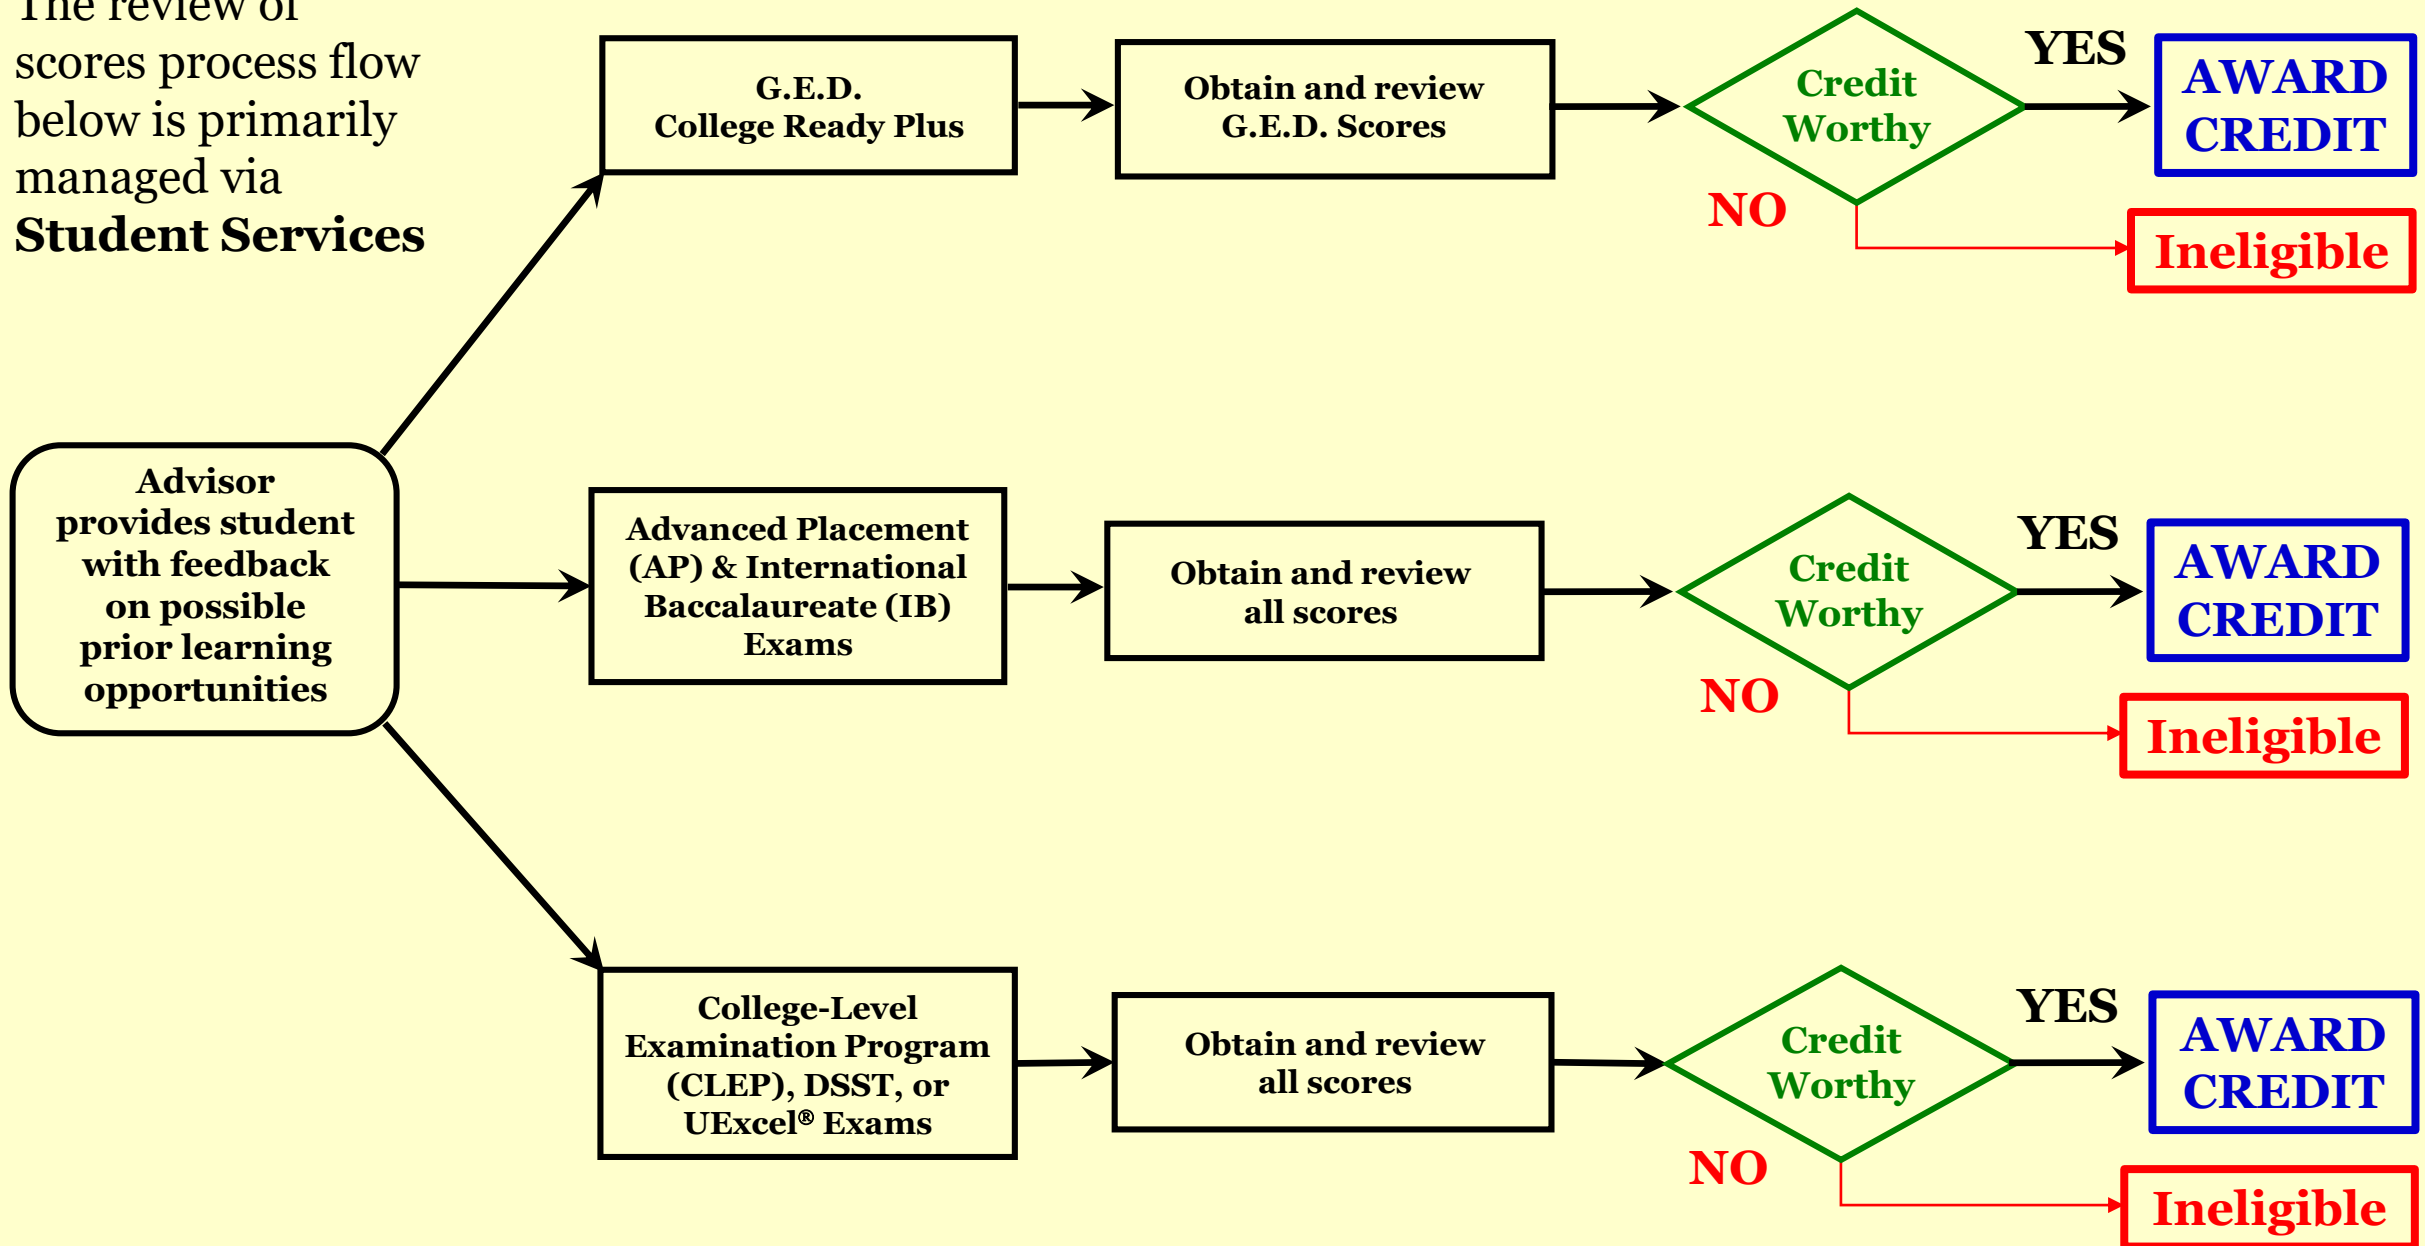 The review of
scores process flow
below is primarily
managed via
Student Services
G.E.D.
College Ready Plus
Obtain and review
G.E.D. Scores
Credit
Worthy
YES
AWARD
CREDIT
NO
Ineligible
Advisor
provides student
with feedback
on possible
prior learning
opportunities
Advanced Placement
(AP) & International
Baccalaureate (IB)
Exams
Obtain and review
all scores
Credit
Worthy
YES
AWARD
CREDIT
NO
Ineligible
College-Level
Examination Program
(CLEP), DSST, or
UExcel® Exams
Obtain and review
all scores
Credit
Worthy
YES
AWARD
CREDIT
NO
Ineligible